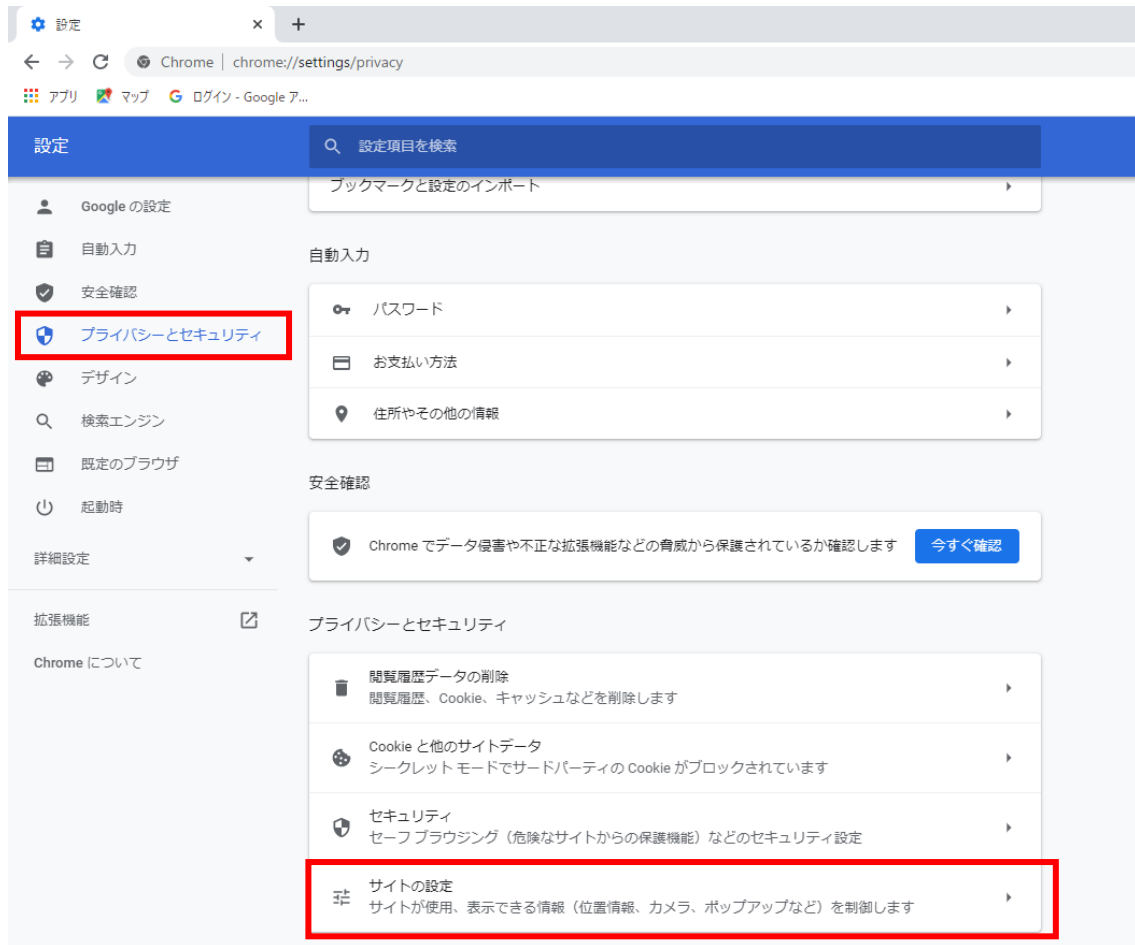 設定
Chrome | chrome://settings/privacy
アプリ マップ ログイン - Google ア...
設定
設定項目を検索
Google の設定
自動入力
安全確認
プライバシーとセキュリティ
デザイン
検索エンジン
既定のブラウザ
起動時
詳細設定
拡張機能
Chrome について
ブックマークと設定のインポート
自動入力
パスワード
お支払い方法
住所やその他の情報
安全確認
Chrome でデータ侵害や不正な拡張機能などの脅威から保護されているか確認します 今すぐ確認
プライバシーとセキュリティ
閲覧履歴データの削除
閲覧履歴、Cookie、キャッシュなどを削除します
Cookie と他のサイトデータ
シークレット モードでサードパーティの Cookie がブロックされています
セキュリティ
セーフ ブラウジング（危険なサイトからの保護機能）などのセキュリティ設定
サイトの設定
サイトが使用、表示できる情報（位置情報、カメラ、ポップアップなど）を制御します